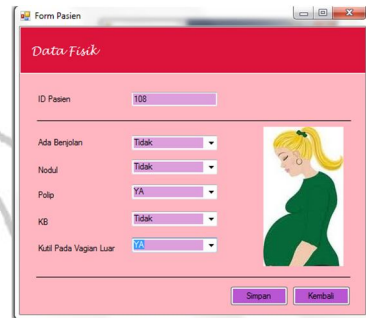 Form Pasien
Data Fisik
ID Pasien 108
Ada Benjolan Tidak
Nodul Tidak
Polip YA
KB Tidak
Kutil Pada Vagian Luar YA
Simpan Kembali